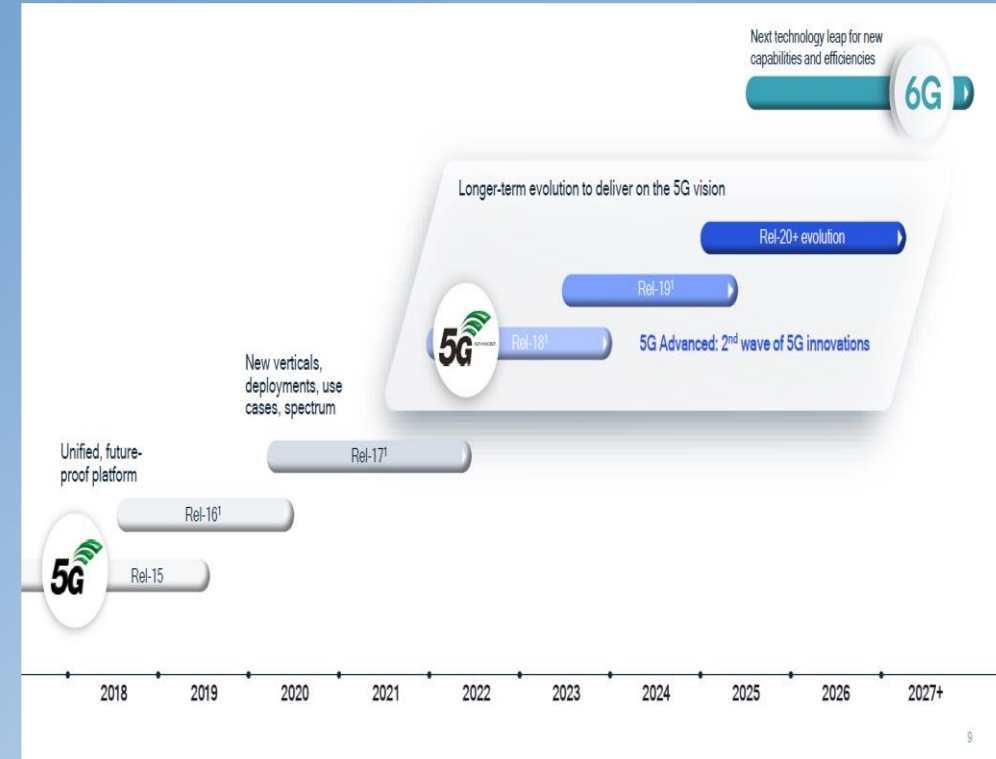 Next technology leap for new
capabilities and efficiencies
6G
Longer-term evolution to deliver on the 5G vision
Rel-20+ evolution
Rel-19¹
5G
ADVANCED
Rel-18¹
5G Advanced: 2nd wave of 5G innovations
New verticals,
deployments, use
cases, spectrum
Rel-17¹
Unified, future-
proof platform
Rel-16¹
5G
Rel-15
2018 2019 2020 2021 2022 2023 2024 2025 2026 2027+
9